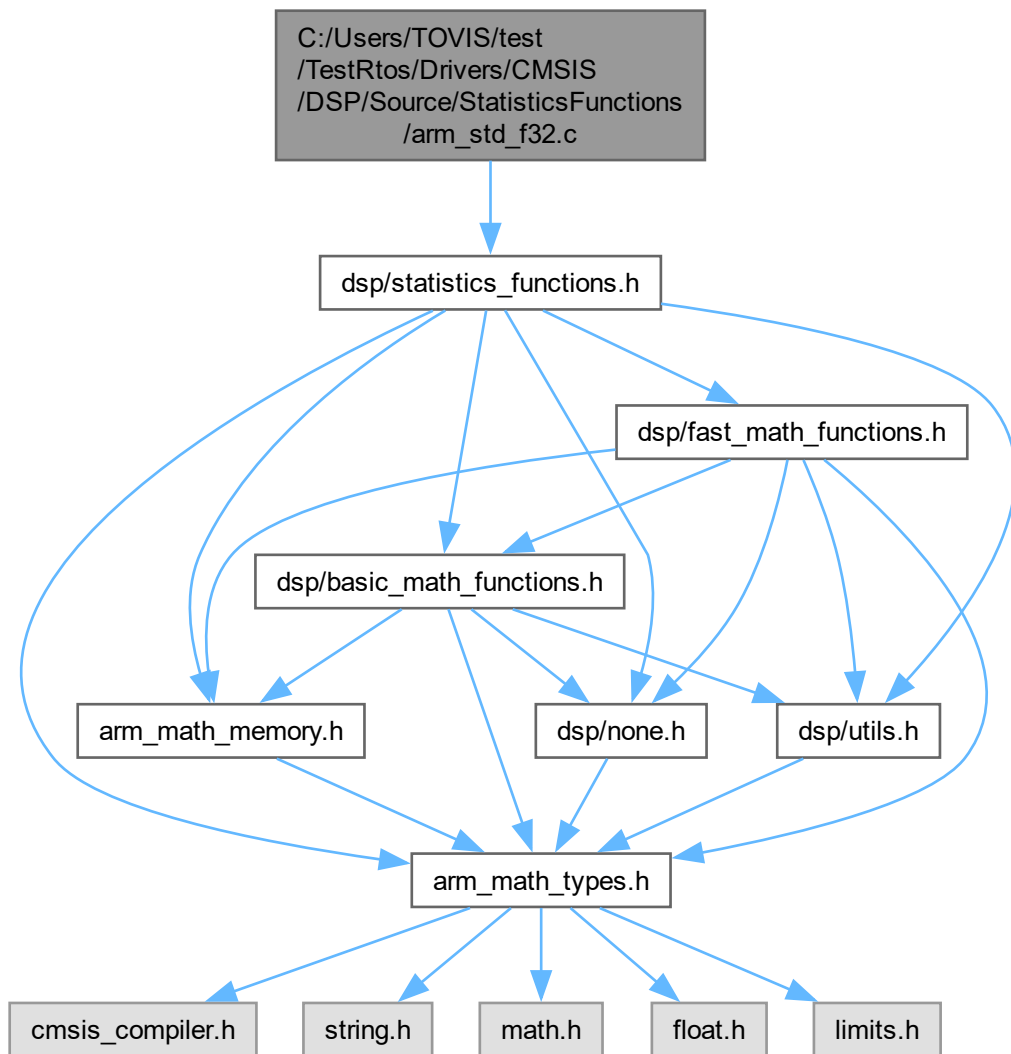 C:/Users/TOVIS/test
/TestRtos/Drivers/CMSIS
/DSP/Source/StatisticsFunctions
/arm_std_f32.c
dsp/statistics_functions.h
dsp/fast_math_functions.h
dsp/basic_math_functions.h
arm_math_memory.h
dsp/none.h
dsp/utils.h
arm_math_types.h
cmsis_compiler.h
string.h
math.h
float.h
limits.h